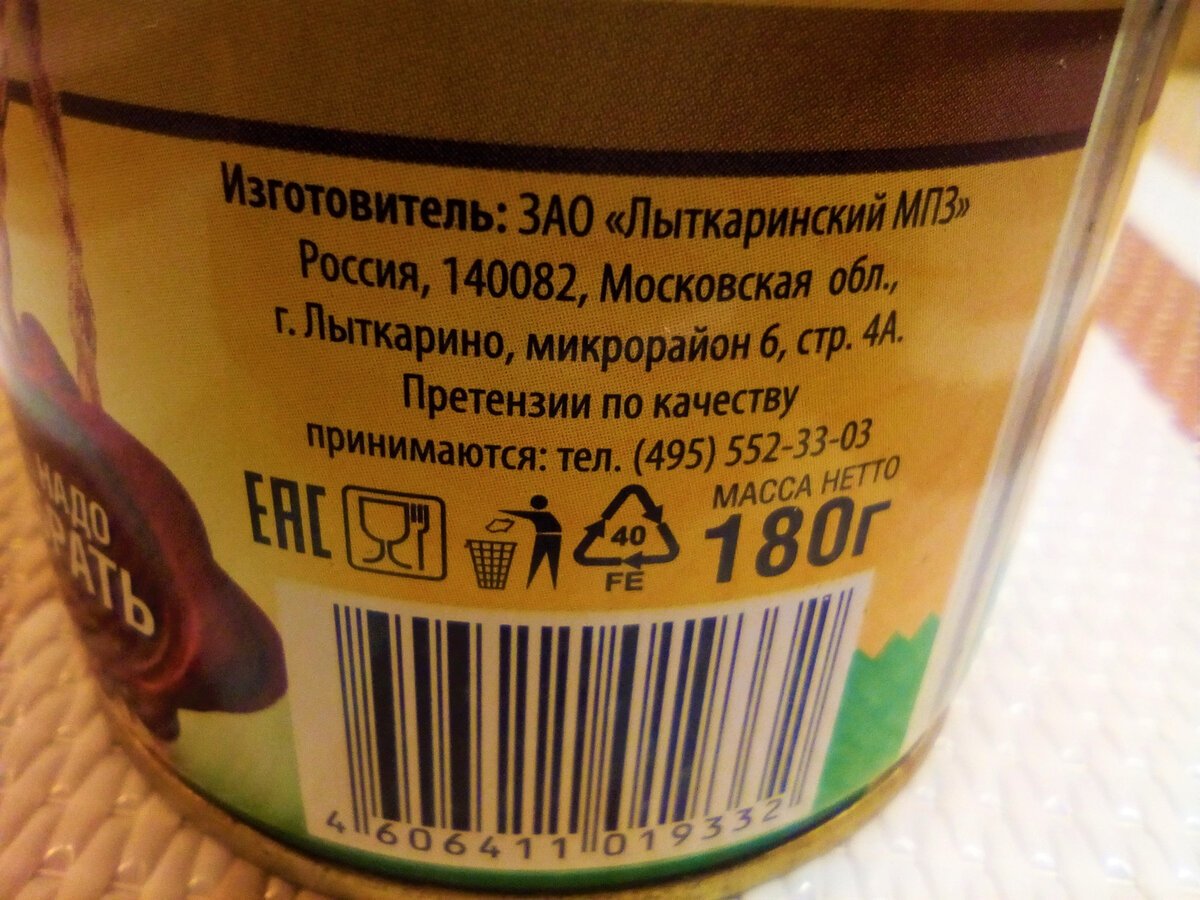 Изготовитель: ЗАО «Лыткаринский МПЗ»
Россия, 140082, Московская обл.,
г. Лыткарино, микрорайон 6, стр. 4А.
Претензии по качеству
принимаются: тел. (495) 552-33-03
ЕАС
40
FE
МАССА НЕТТО
180г
НАДО
4 606411 019332